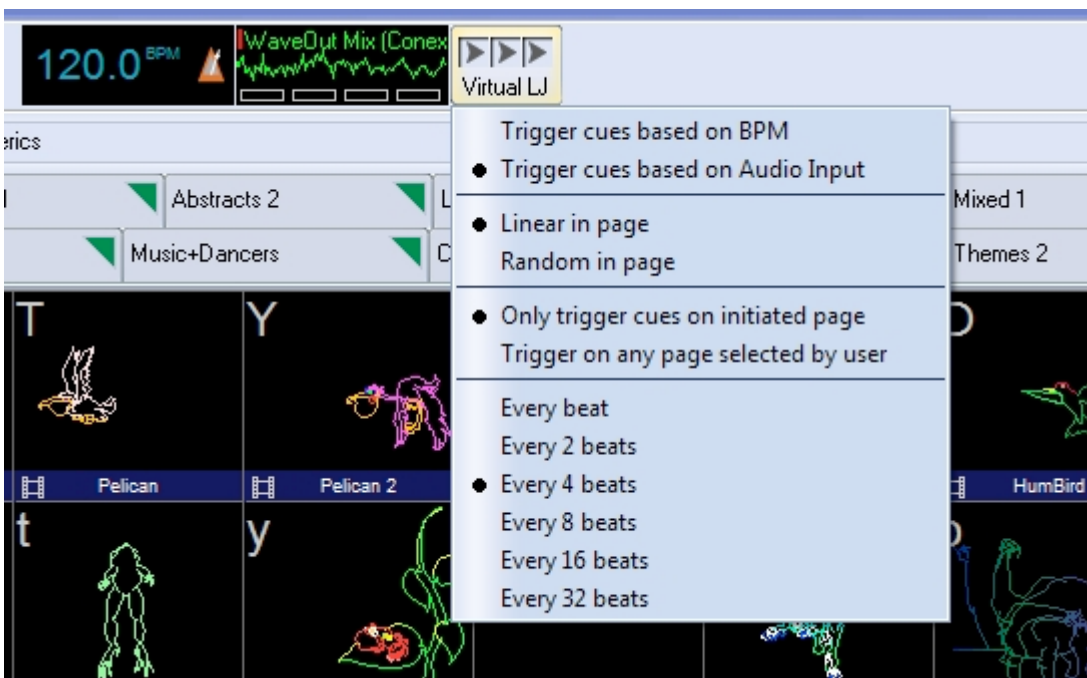 120.0 BPM
WaveOut Mix (Conex
Virtual LJ
Trigger cues based on BPM
erics
Trigger cues based on Audio Input
Abstracts 2
L
Linear in page
Mixed 1
Music+Dancers
C
Random in page
Themes 2
T
Y
Only trigger cues on initiated page
Trigger on any page selected by user
Every beat
Every 2 beats
Pelican
Pelican 2
Every 4 beats
HumBird
t
y
Every 8 beats
Every 16 beats
Every 32 beats